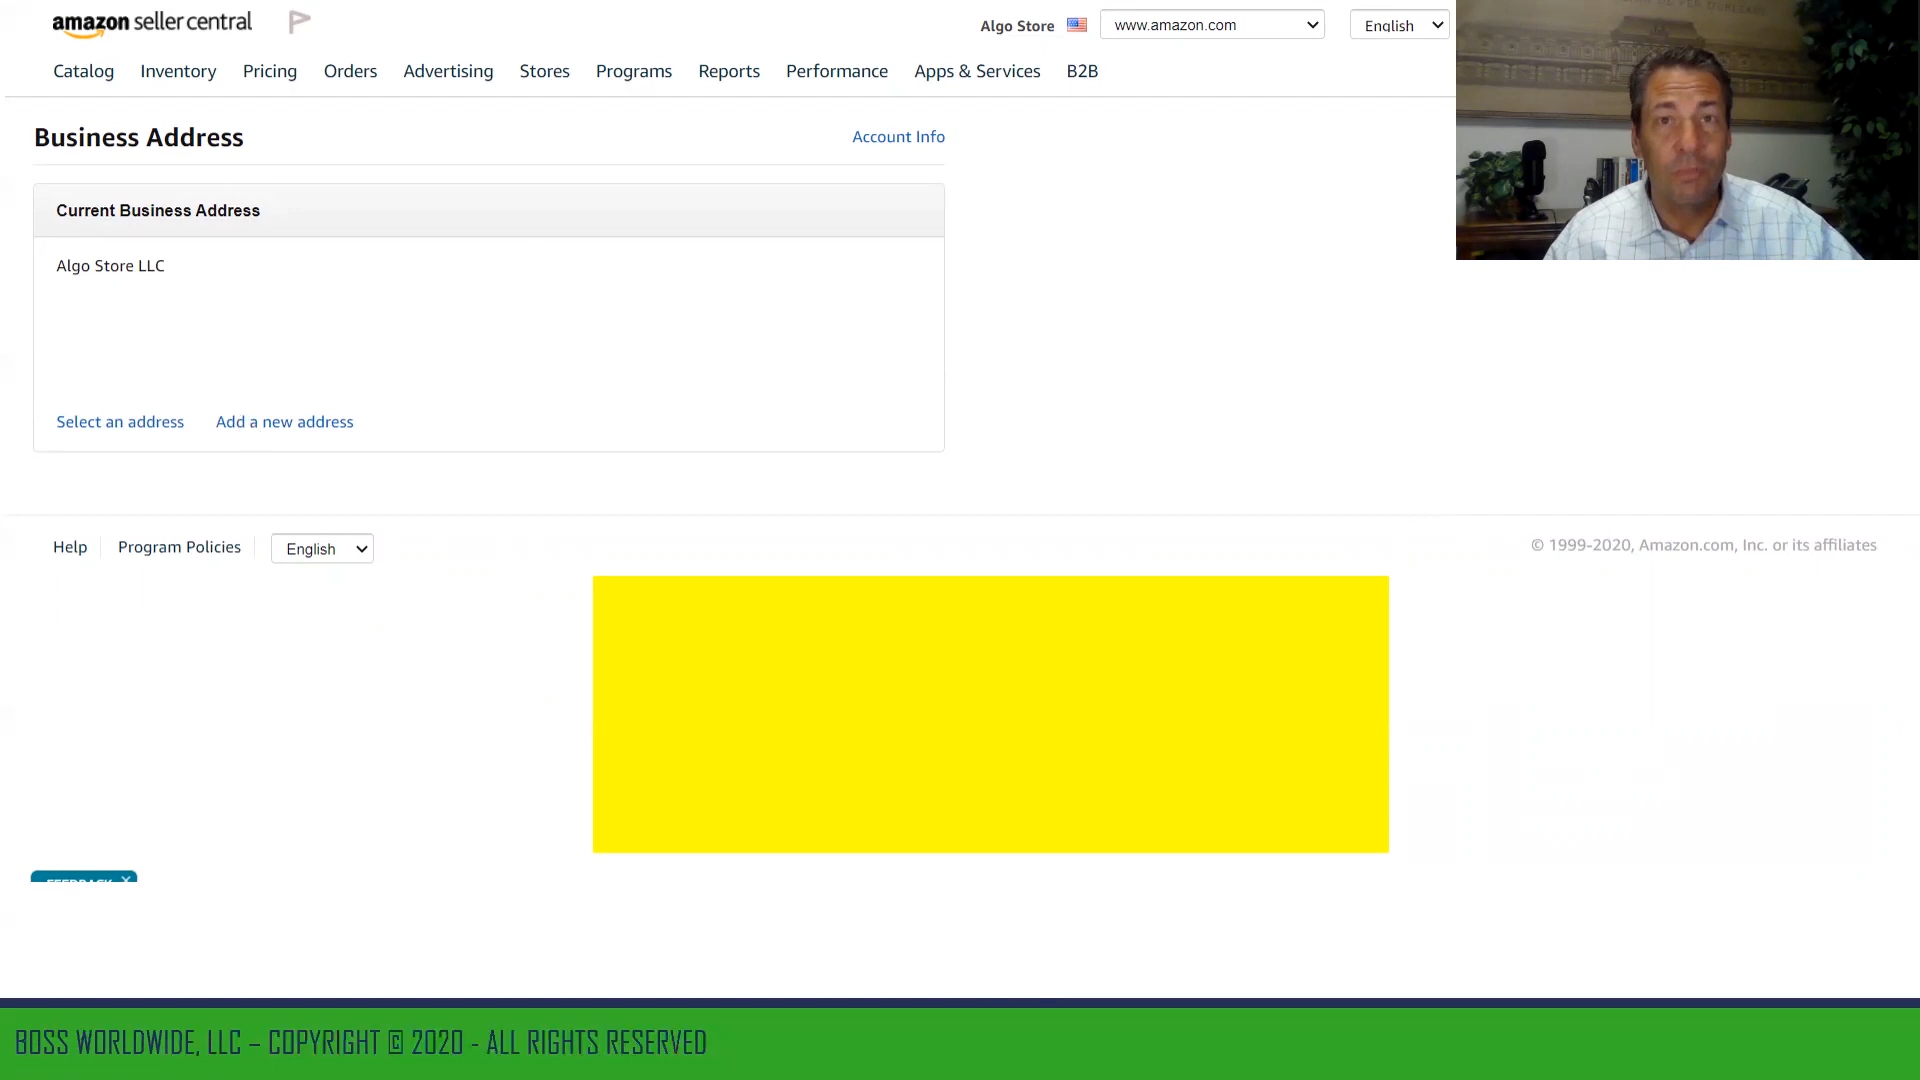 amazon seller central
Algo Store
www.amazon.com
English
Catalog Inventory Pricing Orders Advertising Stores Programs Reports Performance Apps & Services B2B
Business Address
Account Info
Current Business Address
Algo Store LLC
Select an address Add a new address
Help Program Policies English
© 1999-2020, Amazon.com, Inc. or its affiliates
FEEDBACK
BOSS WORLDWIDE, LLC – COPYRIGHT © 2020 - ALL RIGHTS RESERVED